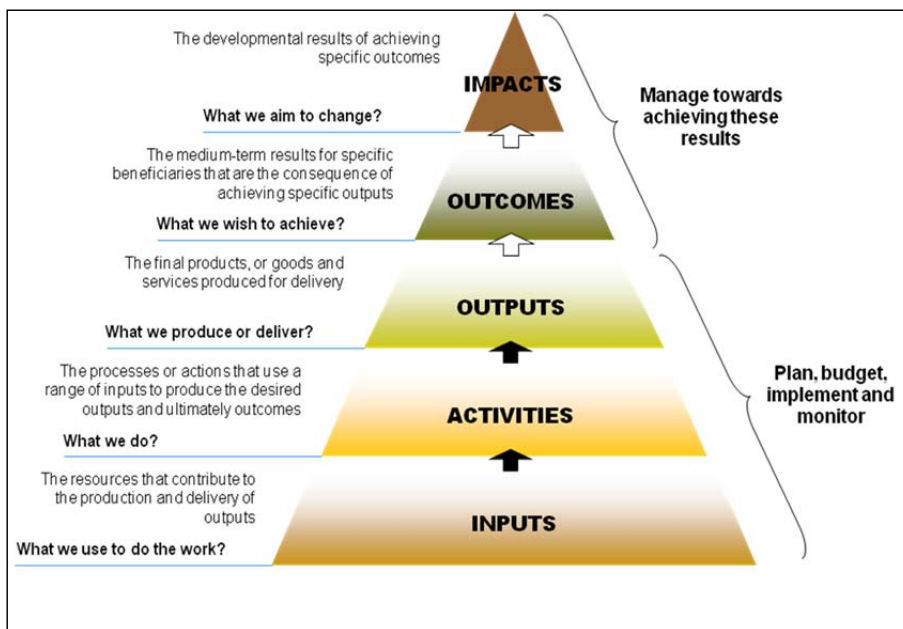 The developmental results of achieving
specific outcomes
IMPACTS
What we aim to change?
Manage towards
achieving these
results
The medium-term results for specific
beneficiaries that are the consequence of
achieving specific outputs
OUTCOMES
What we wish to achieve?
The final products, or goods and
services produced for delivery
OUTPUTS
What we produce or deliver?
The processes or actions that use a
range of inputs to produce the desired
outputs and ultimately outcomes
ACTIVITIES
What we do?
Plan, budget,
implement and
monitor
The resources that contribute to
the production and delivery of
outputs
INPUTS
What we use to do the work?